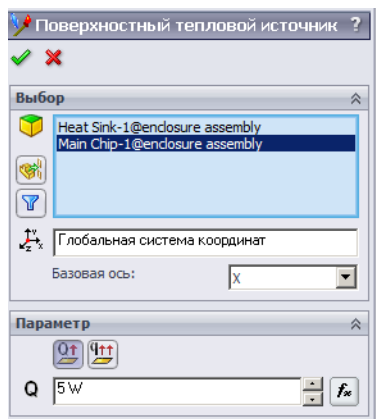 Поверхностный тепловой источник ?
Выбор
Heat Sink-1@enclosure assembly
Main Chip-1@enclosure assembly
Глобальная система координат
Базовая ось: X
Параметр
Q 5 W